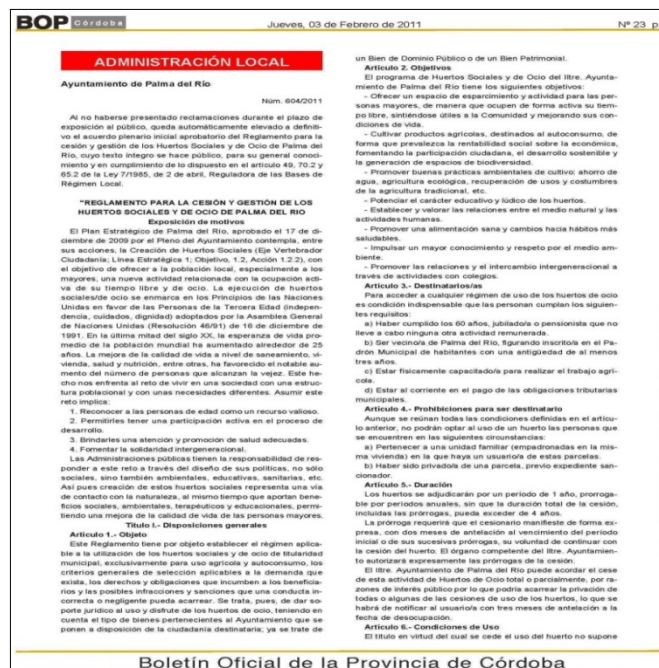 BOP Córdoba
Jueves, 03 de Febrero de 2011
Nº 23 p
ADMINISTRACIÓN LOCAL
Ayuntamiento de Palma del Río
Núm. 604/2011
Al no haberse presentado reclamaciones durante el plazo de
exposición al público, queda automáticamente elevado a definiti-
vo el acuerdo plenario inicial aprobatorio del Reglamento para la
cesión y gestión de los Huertos Sociales y de Ocio de Palma del
Río, cuyo texto íntegro se hace público, para su general conoci-
miento y en cumplimiento de lo dispuesto en el artículo 49, 70.2 y
65.2 de la Ley 7/1985, de 2 de abril, Reguladora de las Bases de
Régimen Local.
"REGLAMENTO PARA LA CESIÓN Y GESTIÓN DE LOS
HUERTOS SOCIALES Y DE OCIO DE PALMA DEL RIO
Exposición de motivos
El Plan Estratégico de Palma del Río, aprobado el 17 de di-
ciembre de 2009 por el Pleno del Ayuntamiento contempla, entre
sus acciones, la Creación de Huertos Sociales (Eje Vertebrador
Ciudadanía; Línea Estratégica 1; Objetivo, 1.2, Acción 1.2.2), con
el objetivo de ofrecer a la población local, especialmente a los
mayores, una nueva actividad relacionada con la ocupación acti-
va de su tiempo libre y de ocio. La ejecución de huertos
sociales/de ocio se enmarca en los Principios de las Naciones
Unidas en favor de las Personas de la Tercera Edad (indepen-
dencia, cuidados, dignidad) adoptados por la Asamblea General
de Naciones Unidas (Resolución 46/91) de 16 de diciembre de
1991. En la última mitad del siglo XX, la esperanza de vida pro-
medio de la población mundial ha aumentado alrededor de 25
años. La mejora de la calidad de vida a nivel de saneamiento, vi-
vienda, salud y nutrición, entre otras, ha favorecido el notable au-
mento del número de personas que alcanzan la vejez. Este he-
cho nos enfrenta al reto de vivir en una sociedad con una estruc-
tura poblacional y con unas necesidades diferentes. Asumir este
reto implica:
1. Reconocer a las personas de edad como un recurso valioso.
2. Permitirles tener una participación activa en el proceso de
desarrollo.
3. Brindarles una atención y promoción de salud adecuadas.
4. Fomentar la solidaridad intergeneracional.
Las Administraciones públicas tienen la responsabilidad de res-
ponder a este reto a través del diseño de sus políticas, no sólo
sociales, sino también ambientales, educativas, sanitarias, etc.
Así pues creación de estos huertos sociales representa una vía
de contacto con la naturaleza, al mismo tiempo que aportan bene-
ficios sociales, ambientales, terapéuticos y educacionales, permi-
tiendo una mejora de la calidad de vida de las personas mayores.
Título I.- Disposiciones generales
Artículo 1.- Objeto
Este Reglamento tiene por objeto establecer el régimen aplica-
ble a la utilización de los huertos sociales y de ocio de titularidad
municipal, exclusivamente para uso agrícola y autoconsumo, los
criterios generales de selección aplicables a la demanda que
exista, los derechos y obligaciones que incumben a los beneficia-
rios y las posibles infracciones y sanciones que una conducta in-
correcta o negligente pueda acarrear. Se trata, pues, de dar so-
porte jurídico al uso y disfrute de los huertos de ocio, teniendo en
cuenta el tipo de bienes pertenecientes al Ayuntamiento que se
ponen a disposición de la ciudadanía destinataria; ya se trate de
un Bien de Dominio Público o de un Bien Patrimonial.
Artículo 2. Objetivos
El programa de Huertos Sociales y de Ocio del Iltre. Ayunta-
miento de Palma del Río tiene los siguientes objetivos:
- Ofrecer un espacio de esparcimiento y actividad para las per-
sonas mayores, de manera que ocupen de forma activa su tiem-
po libre, sintiéndose útiles a la Comunidad y mejorando sus con-
diciones de vida.
- Cultivar productos agrícolas, destinados al autoconsumo, de
forma que prevalezca la rentabilidad social sobre la económica,
fomentando la participación ciudadana, el desarrollo sostenible y
la generación de espacios de biodiversidad.
- Promover buenas prácticas ambientales de cultivo: ahorro de
agua, agricultura ecológica, recuperación de usos y costumbres
de la agricultura tradicional, etc.
- Potenciar el carácter educativo y lúdico de los huertos.
- Establecer y valorar las relaciones entre el medio natural y las
actividades humanas.
- Promover una alimentación sana y cambios hacia hábitos más
saludables.
- Impulsar un mayor conocimiento y respeto por el medio am-
biente.
- Promover las relaciones y el intercambio intergeneracional a
través de actividades con colegios.
Artículo 3.- Destinatarios/as
Para acceder a cualquier régimen de uso de los huertos de ocio
es condición indispensable que las personas cumplan los siguien-
tes requisitos:
a) Haber cumplido los 60 años, jubilado/a o pensionista que no
lleve a cabo ninguna otra actividad remunerada.
b) Ser vecino/a de Palma del Río, figurando inscrito/a en el Pa-
drón Municipal de habitantes con una antigüedad de al menos
tres años.
c) Estar físicamente capacitado/a para realizar el trabajo agrí-
cola.
d) Estar al corriente en el pago de las obligaciones tributarias
municipales.
Artículo 4.- Prohibiciones para ser destinatario
Aunque se reúnan todas las condiciones definidas en el artícu-
lo anterior, no podrán optar al uso de un huerto las personas que
se encuentren en las siguientes circunstancias:
a) Pertenecer a una unidad familiar (empadronadas en la mis-
ma vivienda) en la que haya un usuario/a de estas parcelas.
b) Haber sido privado/a de una parcela, previo expediente san-
cionador.
Artículo 5.- Duración
Los huertos se adjudicarán por un período de 1 año, prorroga-
ble por períodos anuales, sin que la duración total de la cesión,
incluidas las prórrogas, pueda exceder de 4 años.
La prórroga requerirá que el cesionario manifieste de forma ex-
presa, con dos meses de antelación al vencimiento del período
inicial o de sus sucesivas prórrogas, su voluntad de continuar con
la cesión del huerto. El órgano competente del Iltre. Ayuntamien-
to autorizará expresamente las prórrogas de la cesión.
El Iltre. Ayuntamiento de Palma del Río puede acordar el cese
de esta actividad de Huertos de Ocio total o parcialmente, por ra-
zones de interés público por lo que podría acarrear la privación de
todas o algunas de las cesiones de uso de los huertos, lo que se
habrá de notificar al usuario/a con tres meses de antelación a la
fecha de desocupación.
Artículo 6.- Condiciones de Uso
El título en virtud del cual se cede el uso del huerto no supone
Boletín Oficial de la Provincia de Córdoba